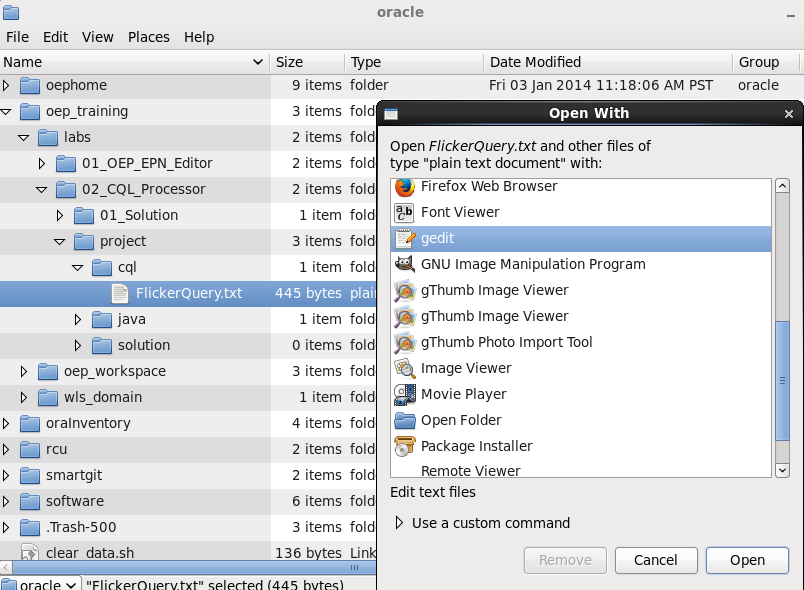 oracle
File Edit View Places Help
Name Size Type Date Modified Group
oephome 9 items folder Fri 03 Jan 2014 11:18:06 AM PST oracle
oep_training 3 items fold
labs 2 items fold
01_OEP_EPN_Editor 2 items fold
02_CQL_Processor 2 items fold
01_Solution 1 item fold
project 3 items fold
cql 1 item fold
FlickerQuery.txt 445 bytes plai
java 1 item fold
solution 0 items fold
oep_workspace 3 items fold
wls_domain 1 item fold
oraInventory 4 items fold
rcu 2 items fold
smartgit 2 items fold
software 6 items fold
.Trash-500 3 items fold
clear_data.sh 136 bytes Link
oracle "FlickerQuery.txt" selected (445 bytes)
Open With
Open FlickerQuery.txt and other files of
type "plain text document" with:
Firefox Web Browser
Font Viewer
gedit
GNU Image Manipulation Program
gThumb Image Viewer
gThumb Image Viewer
gThumb Photo Import Tool
Image Viewer
Movie Player
Open Folder
Package Installer
Remote Viewer
Edit text files
Use a custom command
Remove Cancel Open